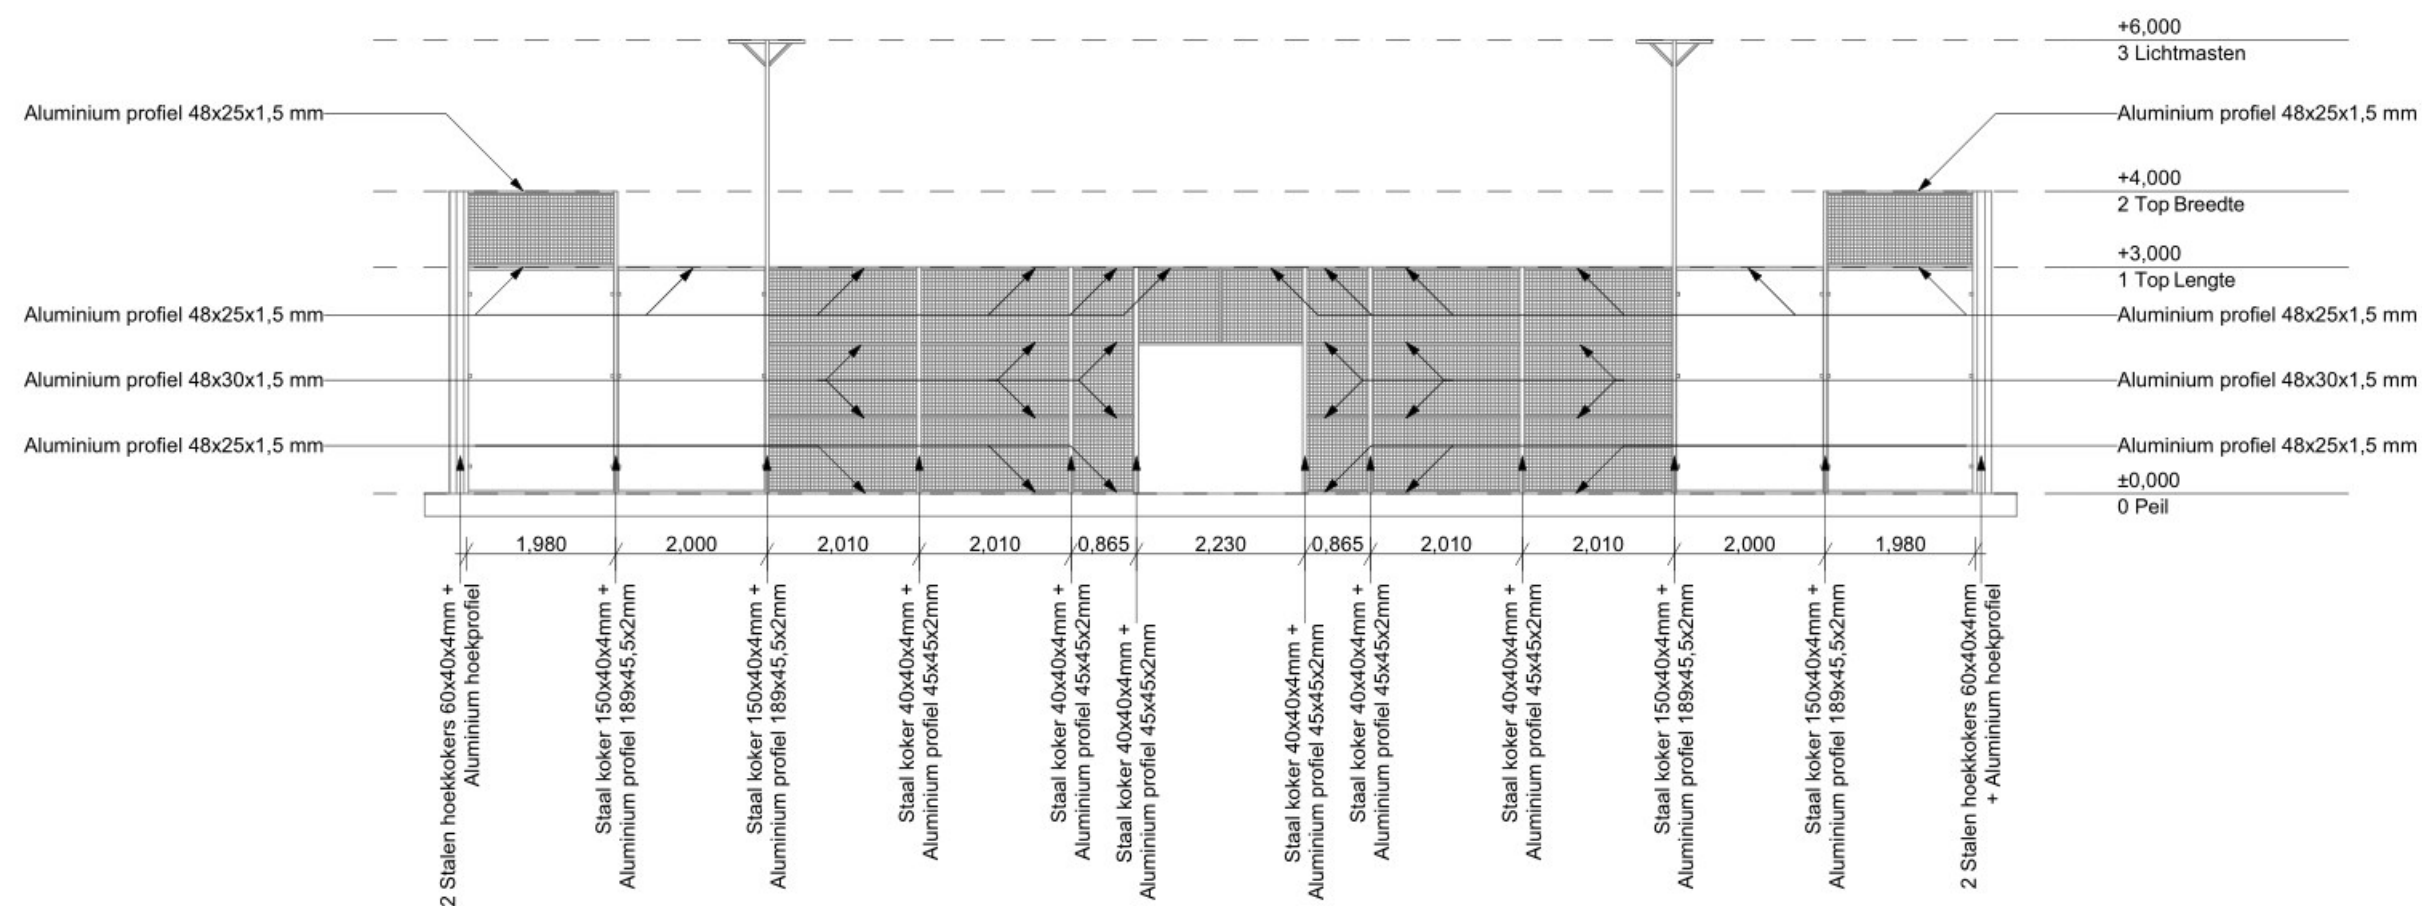 +6,000
3 Lichtmasten
Aluminium profiel 48x25x1,5 mm
Aluminium profiel 48x25x1,5 mm
+4,000
2 Top Breedte
+3,000
1 Top Lengte
Aluminium profiel 48x25x1,5 mm
Aluminium profiel 48x25x1,5 mm
Aluminium profiel 48x30x1,5 mm
Aluminium profiel 48x30x1,5 mm
Aluminium profiel 48x25x1,5 mm
Aluminium profiel 48x25x1,5 mm
±0,000
0 Peil
1,980
2,000
2,010
2,010
0,865
2,230
0,865
2,010
2,010
2,000
1,980
2 Stalen hoekkokers 60x40x4mm +
Aluminium hoekprofiel
Staal koker 150x40x4mm +
Aluminium profiel 189x45,5x2mm
Staal koker 150x40x4mm +
Aluminium profiel 189x45,5x2mm
Staal koker 40x40x4mm +
Aluminium profiel 45x45x2mm
Staal koker 40x40x4mm +
Aluminium profiel 45x45x2mm
Staal koker 40x40x4mm +
Aluminium profiel 45x45x2mm
Staal koker 40x40x4mm +
Aluminium profiel 45x45x2mm
Staal koker 40x40x4mm +
Aluminium profiel 45x45x2mm
Staal koker 40x40x4mm +
Aluminium profiel 45x45x2mm
Staal koker 150x40x4mm +
Aluminium profiel 189x45,5x2mm
Staal koker 150x40x4mm +
Aluminium profiel 189x45,5x2mm
2 Stalen hoekkokers 60x40x4mm
+ Aluminium hoekprofiel